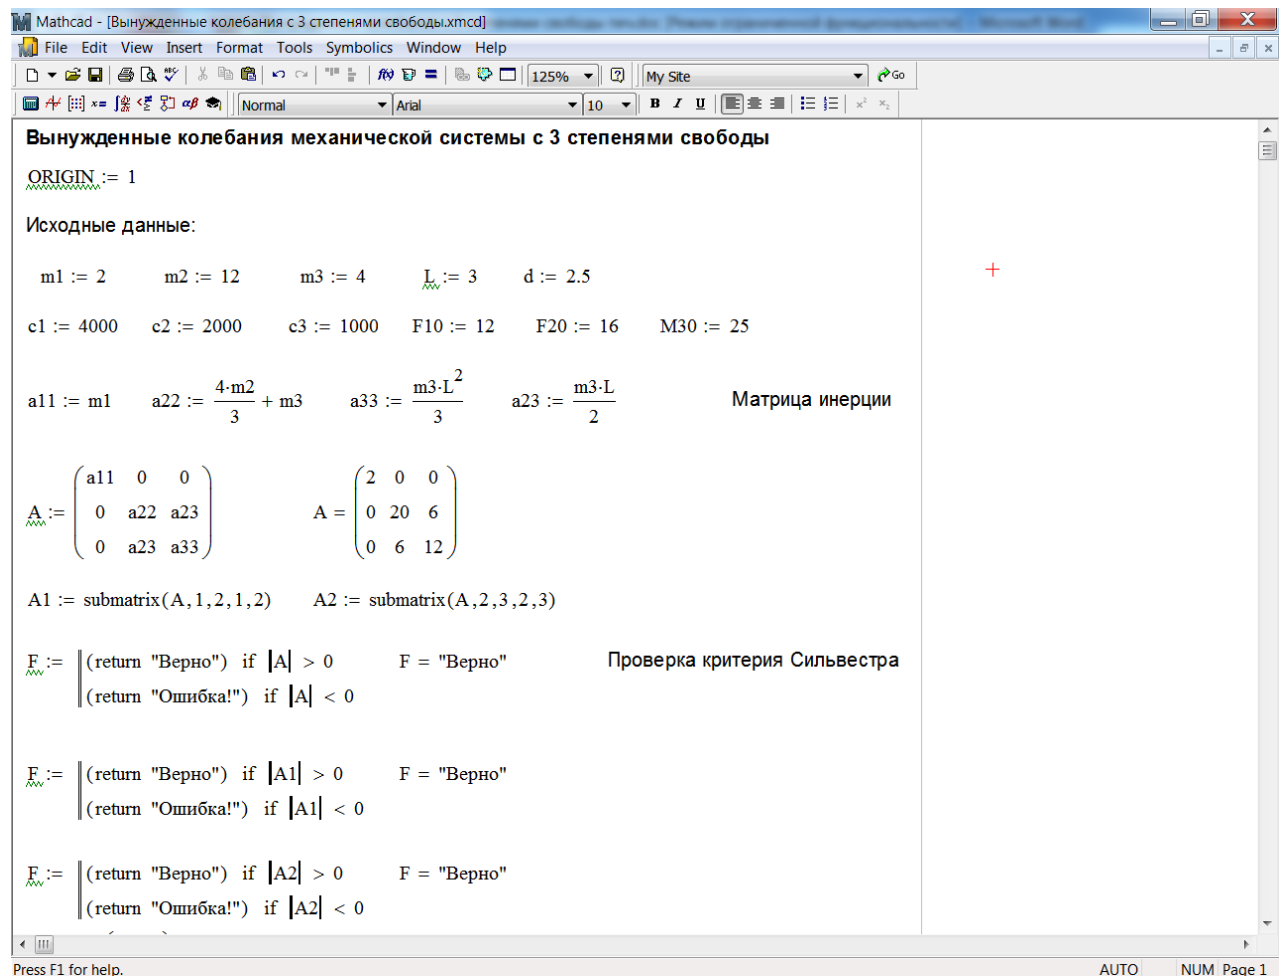 Mathcad - [Вынужденные колебания с 3 степенями свободы.xmcd]
File Edit View Insert Format Tools Symbolics Window Help
125% My Site Go
Normal Arial 10 B I U
Вынужденные колебания механической системы с 3 степенями свободы
ORIGIN := 1
Исходные данные:
m1 := 2 m2 := 12 m3 := 4 L := 3 d := 2.5
c1 := 4000 c2 := 2000 c3 := 1000 F10 := 12 F20 := 16 M30 := 25
a11 := m1 a22 := 4·m2/3 + m3 a33 := m3·L^2/3 a23 := m3·L/2 Матрица инерции
A := (a11 0 0; 0 a22 a23; 0 a23 a33) A = (2 0 0; 0 20 6; 0 6 12)
A1 := submatrix(A,1,2,1,2) A2 := submatrix(A,2,3,2,3)
F := (return "Верно") if |A| > 0 F = "Верно" Проверка критерия Сильвестра
(return "Ошибка!") if |A| < 0
F := (return "Верно") if |A1| > 0 F = "Верно"
(return "Ошибка!") if |A1| < 0
F := (return "Верно") if |A2| > 0 F = "Верно"
(return "Ошибка!") if |A2| < 0
Press F1 for help. AUTO NUM Page 1